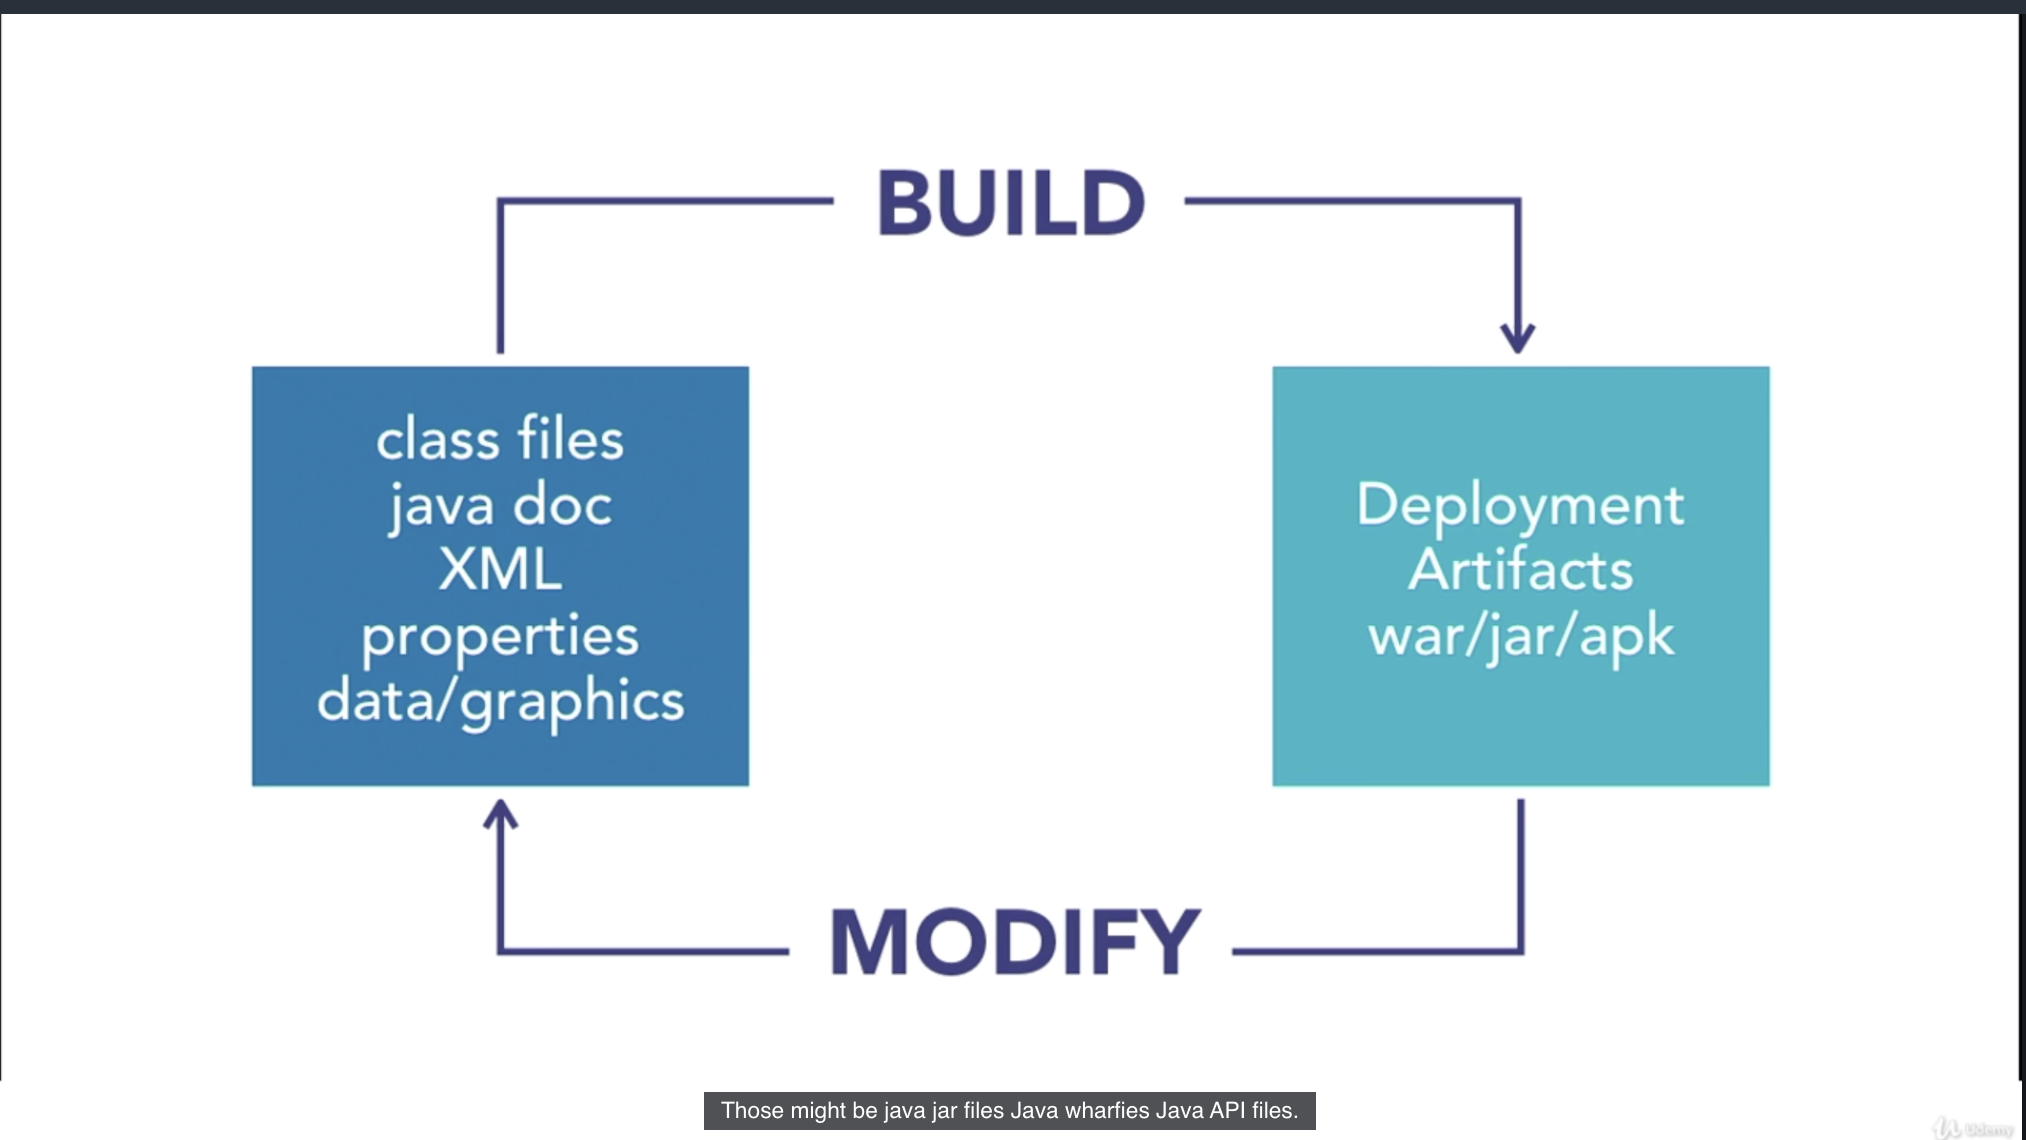 BUILD
class files
java doc
XML
properties
data/graphics
Deployment
Artifacts
war/jar/apk
MODIFY
Those might be java jar files Java wharfies Java API files.
Udemy